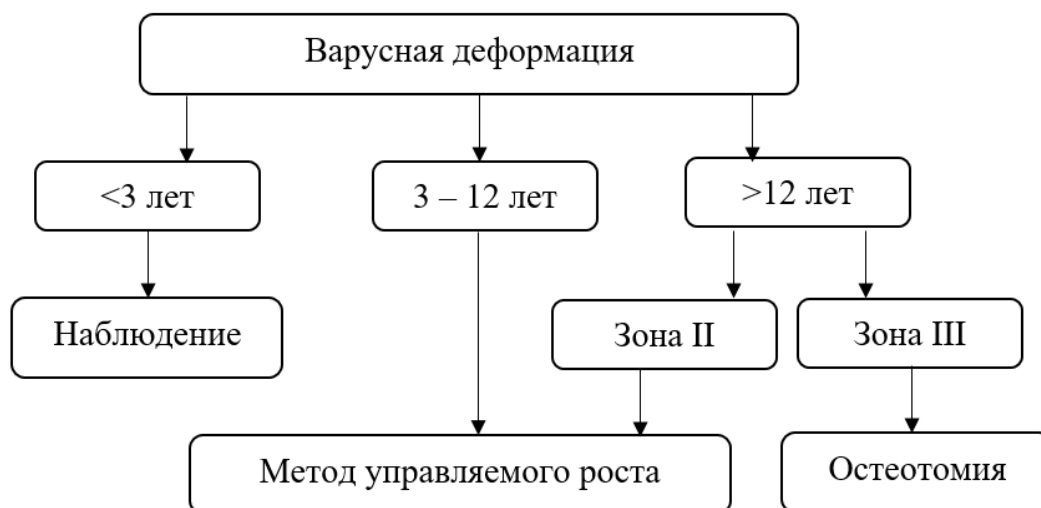 Варусная деформация
<3 лет
3 – 12 лет
>12 лет
Наблюдение
Зона II
Зона III
Метод управляемого роста
Остеотомия